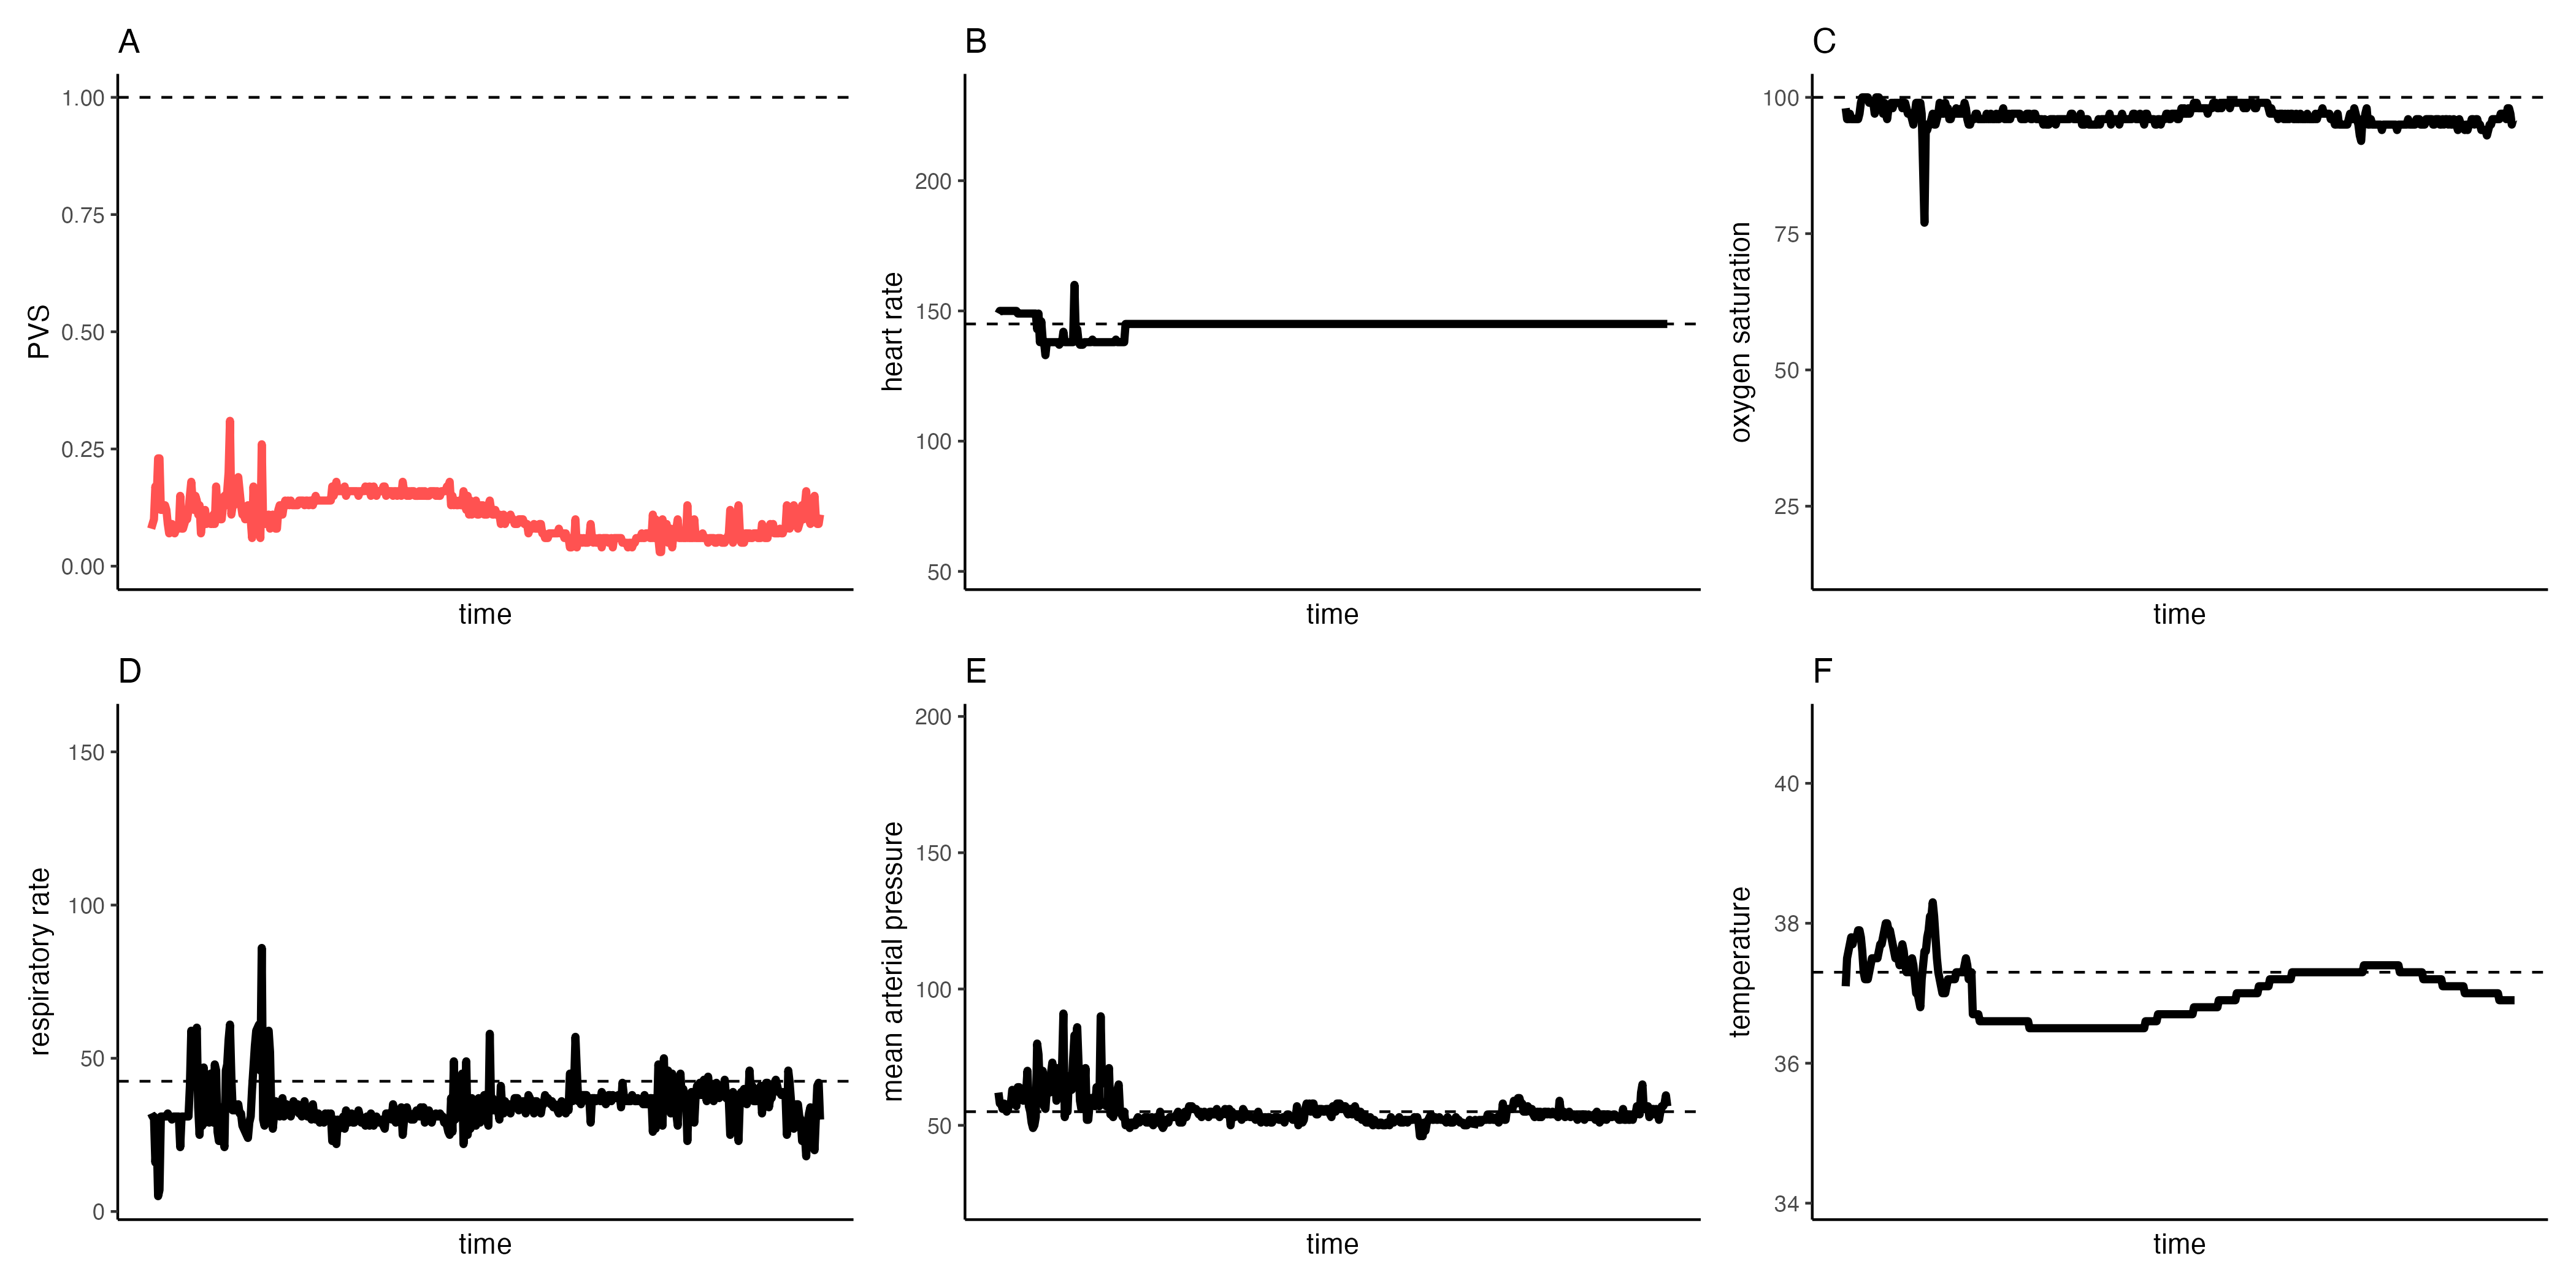 A
PVS
1.00
0.75
0.50
0.25
0.00
time
B
heart rate
200
150
100
50
time
C
oxygen saturation
100
75
50
25
time
D
respiratory rate
150
100
50
0
time
E
mean arterial pressure
200
150
100
50
time
F
temperature
40
38
36
34
time